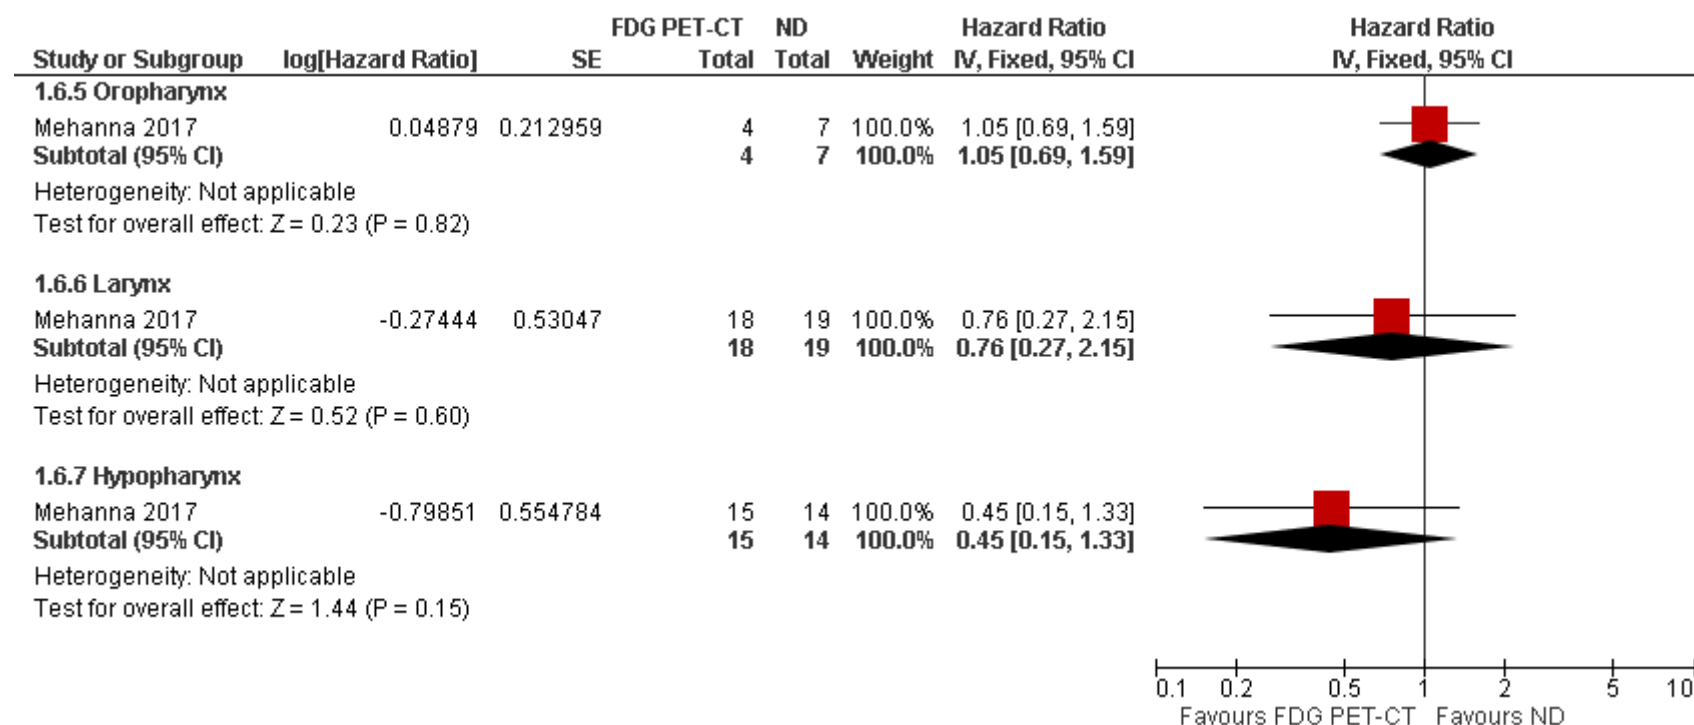 FDG PET-CT ND Hazard Ratio Hazard Ratio
Study or Subgroup log[Hazard Ratio] SE Total Total Weight IV, Fixed, 95% CI IV, Fixed, 95% CI
1.6.5 Oropharynx
Mehanna 2017 0.04879 0.212959 4 7 100.0% 1.05 [0.69, 1.59]
Subtotal (95% CI) 4 7 100.0% 1.05 [0.69, 1.59]
Heterogeneity: Not applicable
Test for overall effect: Z = 0.23 (P = 0.82)
1.6.6 Larynx
Mehanna 2017 -0.27444 0.53047 18 19 100.0% 0.76 [0.27, 2.15]
Subtotal (95% CI) 18 19 100.0% 0.76 [0.27, 2.15]
Heterogeneity: Not applicable
Test for overall effect: Z = 0.52 (P = 0.60)
1.6.7 Hypopharynx
Mehanna 2017 -0.79851 0.554784 15 14 100.0% 0.45 [0.15, 1.33]
Subtotal (95% CI) 15 14 100.0% 0.45 [0.15, 1.33]
Heterogeneity: Not applicable
Test for overall effect: Z = 1.44 (P = 0.15)
0.1 0.2 0.5 1 2 5 10
Favours FDG PET-CT Favours ND